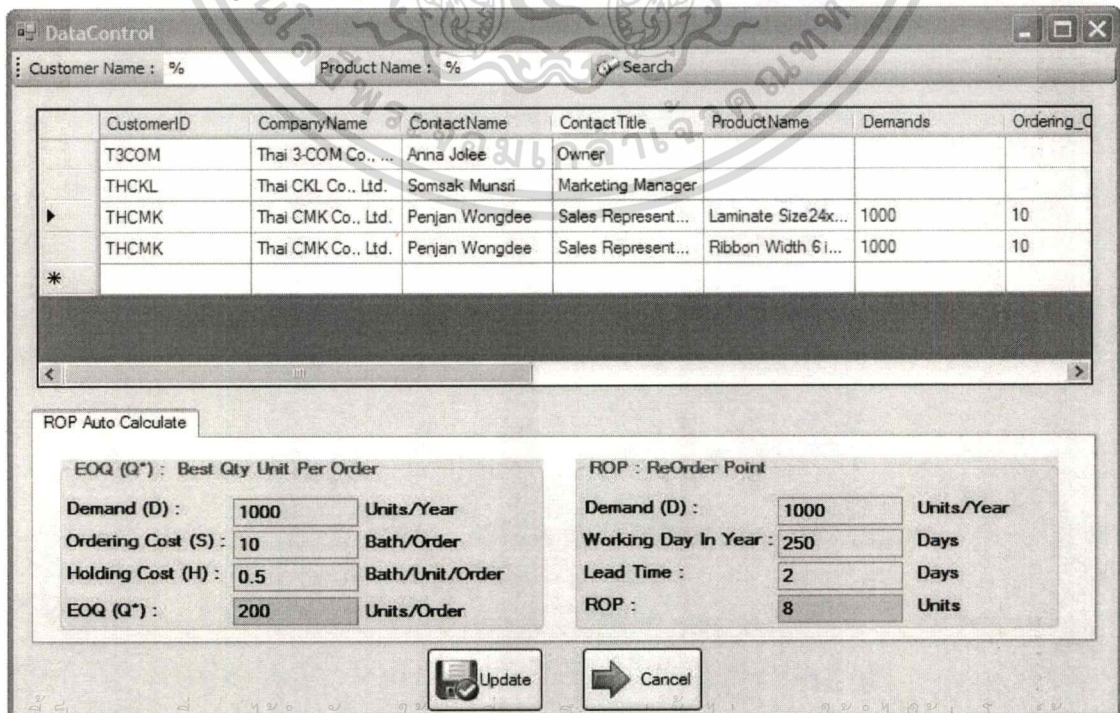 DataControl
Customer Name : % Product Name : % Search
CustomerID CompanyName ContactName ContactTitle ProductName Demands Ordering_C
T3COM Thai 3-COM Co., ... Anna Jolee Owner
THCKL Thai CKL Co., Ltd. Somsak Munsri Marketing Manager
THCMK Thai CMK Co., Ltd. Penjan Wongdee Sales Represent... Laminate Size24x... 1000 10
THCMK Thai CMK Co., Ltd. Penjan Wongdee Sales Represent... Ribbon Width 6 i... 1000 10
ROP Auto Calculate
EOQ (Q*) : Best Qty Unit Per Order
Demand (D) : 1000 Units/Year
Ordering Cost (S) : 10 Bath/Order
Holding Cost (H) : 0.5 Bath/Unit/Order
EOQ (Q*) : 200 Units/Order
ROP : ReOrder Point
Demand (D) : 1000 Units/Year
Working Day In Year : 250 Days
Lead Time : 2 Days
ROP : 8 Units
Update Cancel